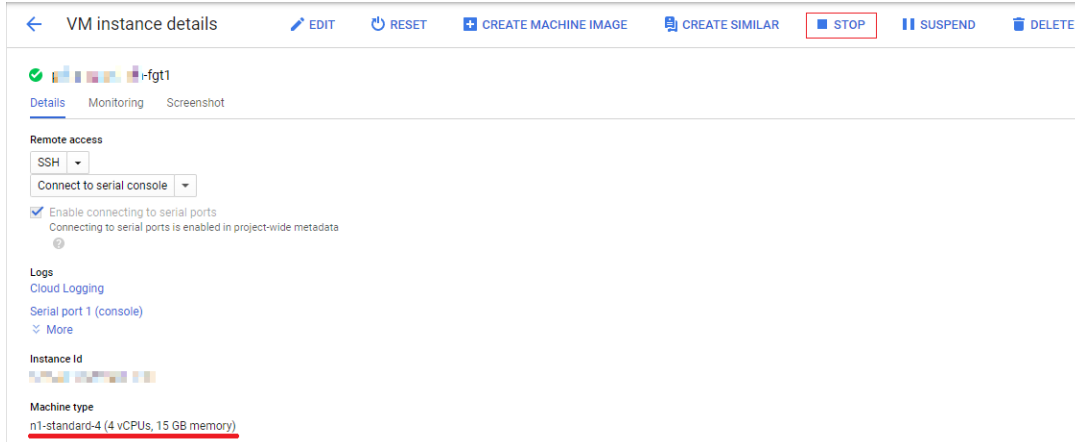 VM instance details EDIT RESET CREATE MACHINE IMAGE CREATE SIMILAR STOP SUSPEND DELETE
-fgt1
Details Monitoring Screenshot
Remote access
SSH
Connect to serial console
Enable connecting to serial ports
Connecting to serial ports is enabled in project-wide metadata
Logs
Cloud Logging
Serial port 1 (console)
More
Instance Id
Machine type
n1-standard-4 (4 vCPUs, 15 GB memory)